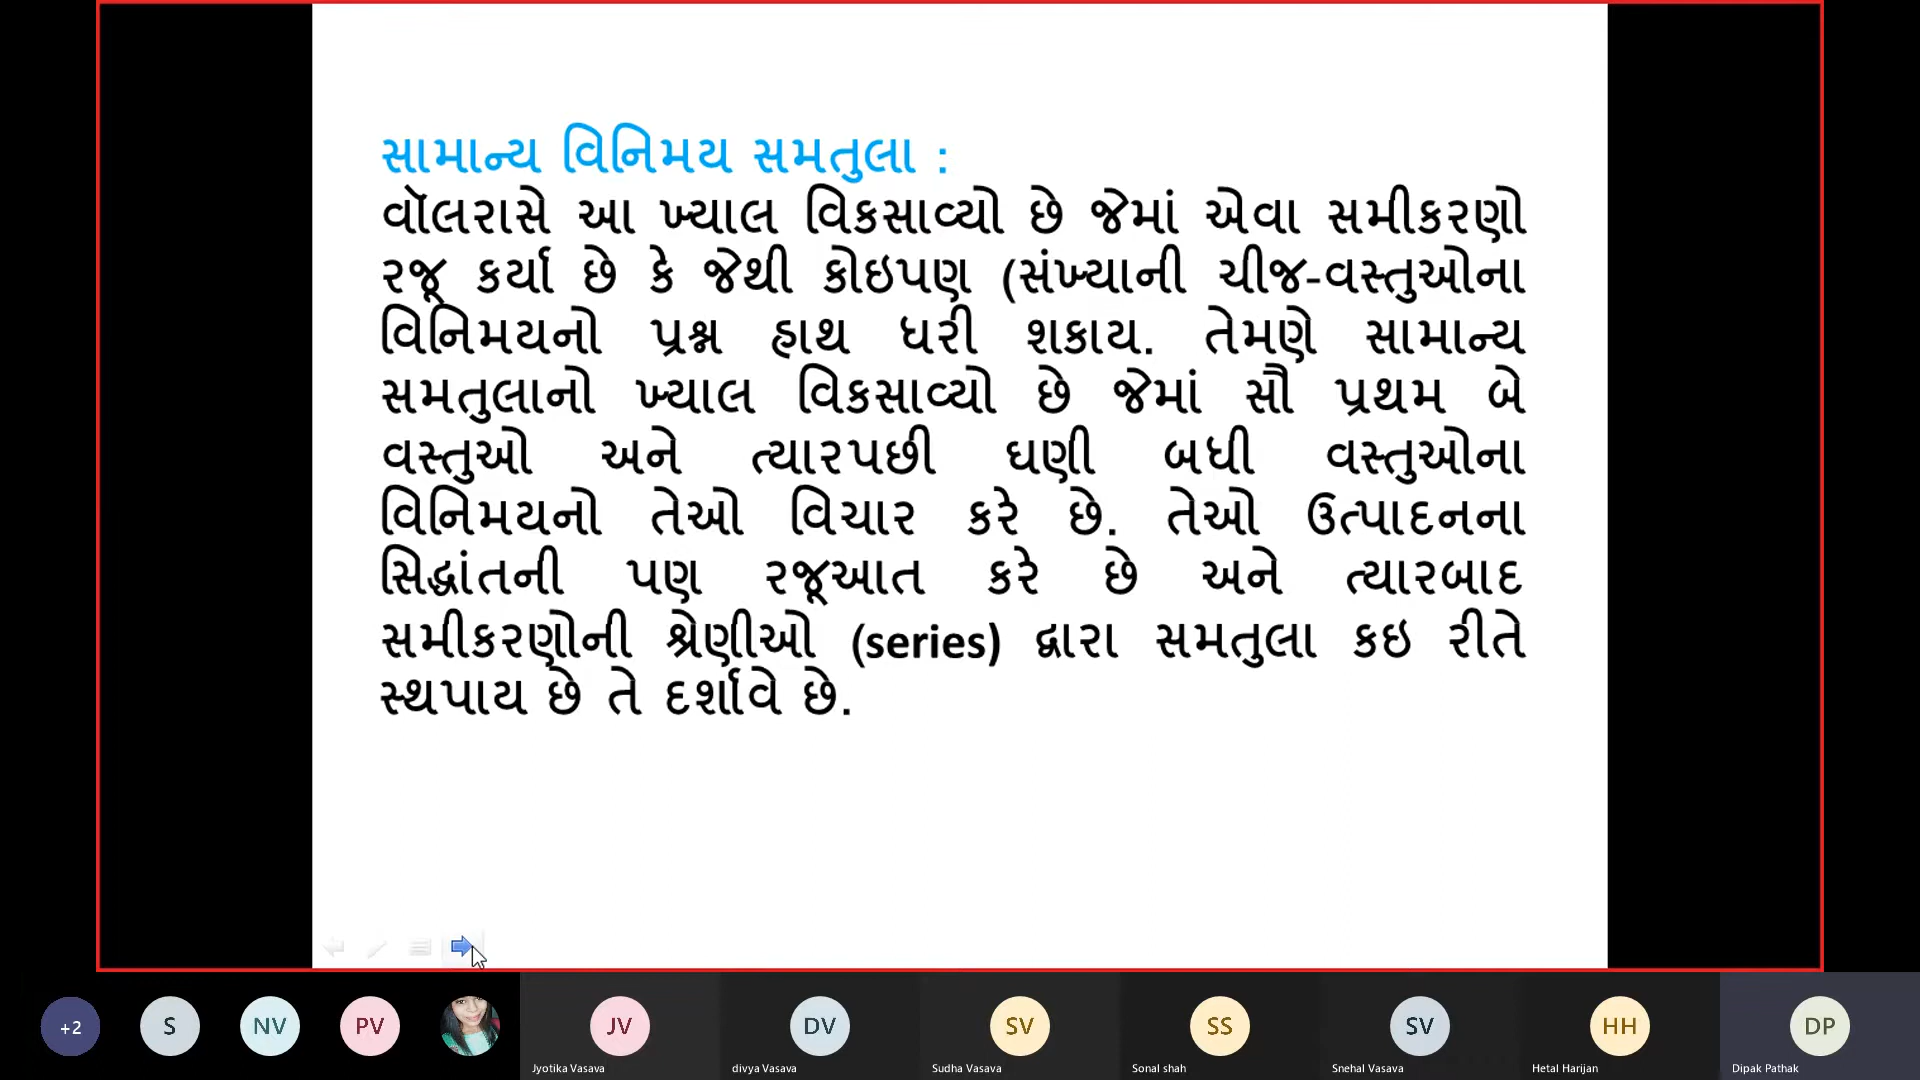 સામાન્ય વિનિમય સમતુલા :
વૉલરાસે આ ખ્યાલ વિકસાવ્યો છે જેમાં એવા સમીકરણો
રજૂ કર્યાં છે કે જેથી કોઇપણ (સંખ્યાની ચીજ-વસ્તુઓના
વિનિમયનો પ્રશ્ન હાથ ધરી શકાય. તેમણે સામાન્ય
સમતુલાનો ખ્યાલ વિકસાવ્યો છે જેમાં સૌ પ્રથમ બે
વસ્તુઓ અને ત્યારપછી ઘણી બધી વસ્તુઓના
વિનિમયનો તેઓ વિચાર કરે છે. તેઓ ઉત્પાદનના
સિદ્ધાંતની પણ રજૂઆત કરે છે અને ત્યારબાદ
સમીકરણોની શ્રેણીઓ (series) દ્વારા સમતુલા કઇ રીતે
સ્થપાય છે તે દર્શાવે છે.
+2 S NV PV JV DV SV SS SV HH DP
Jyotika Vasava divya Vasava Sudha Vasava Sonal shah Snehal Vasava Hetal Harijan Dipak Pathak